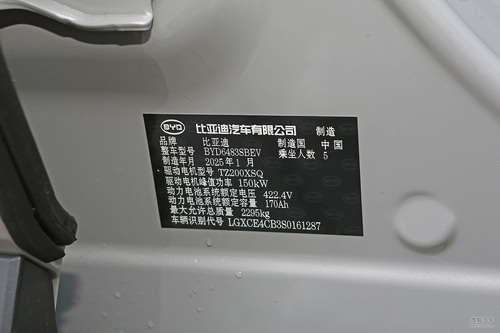 BYD 比亚迪汽车有限公司 制造
品牌 比亚迪 制造国 中国
整车型号 BYD6483SBEV 乘坐人数 5
制造年月 2025年1月
驱动电机型号 TZ200XSQ
驱动电机峰值功率 150kW
动力电池系统额定电压 422.4V
动力电池系统额定容量 170Ah
最大允许总质量 2295kg
车辆识别代号 LGXCE4CB3S0161287